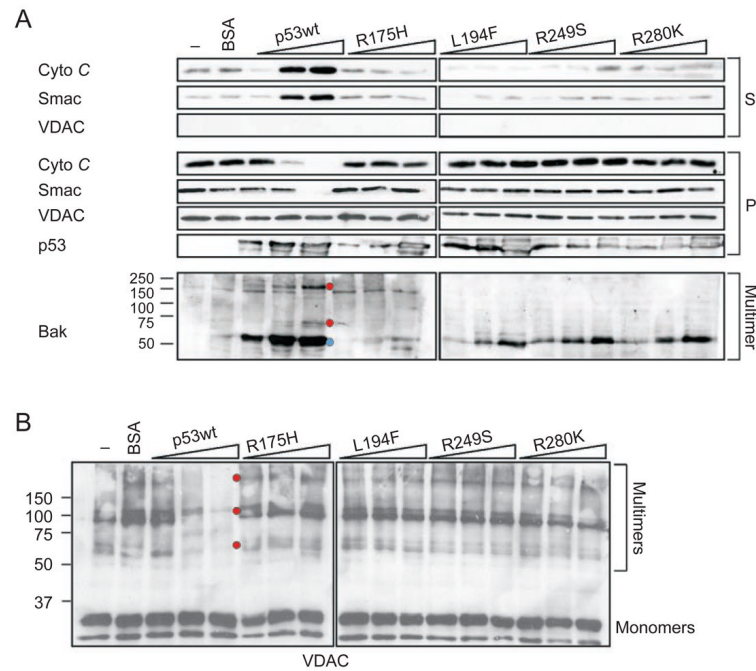 A
– BSA p53wt R175H L194F R249S R280K
Cyto C
Smac
VDAC
S
Cyto C
Smac
VDAC
p53
P
250
150
100
75
50
Bak
Multimer
B
– BSA p53wt R175H L194F R249S R280K
150
100
75
50
37
Multimers
Monomers
VDAC